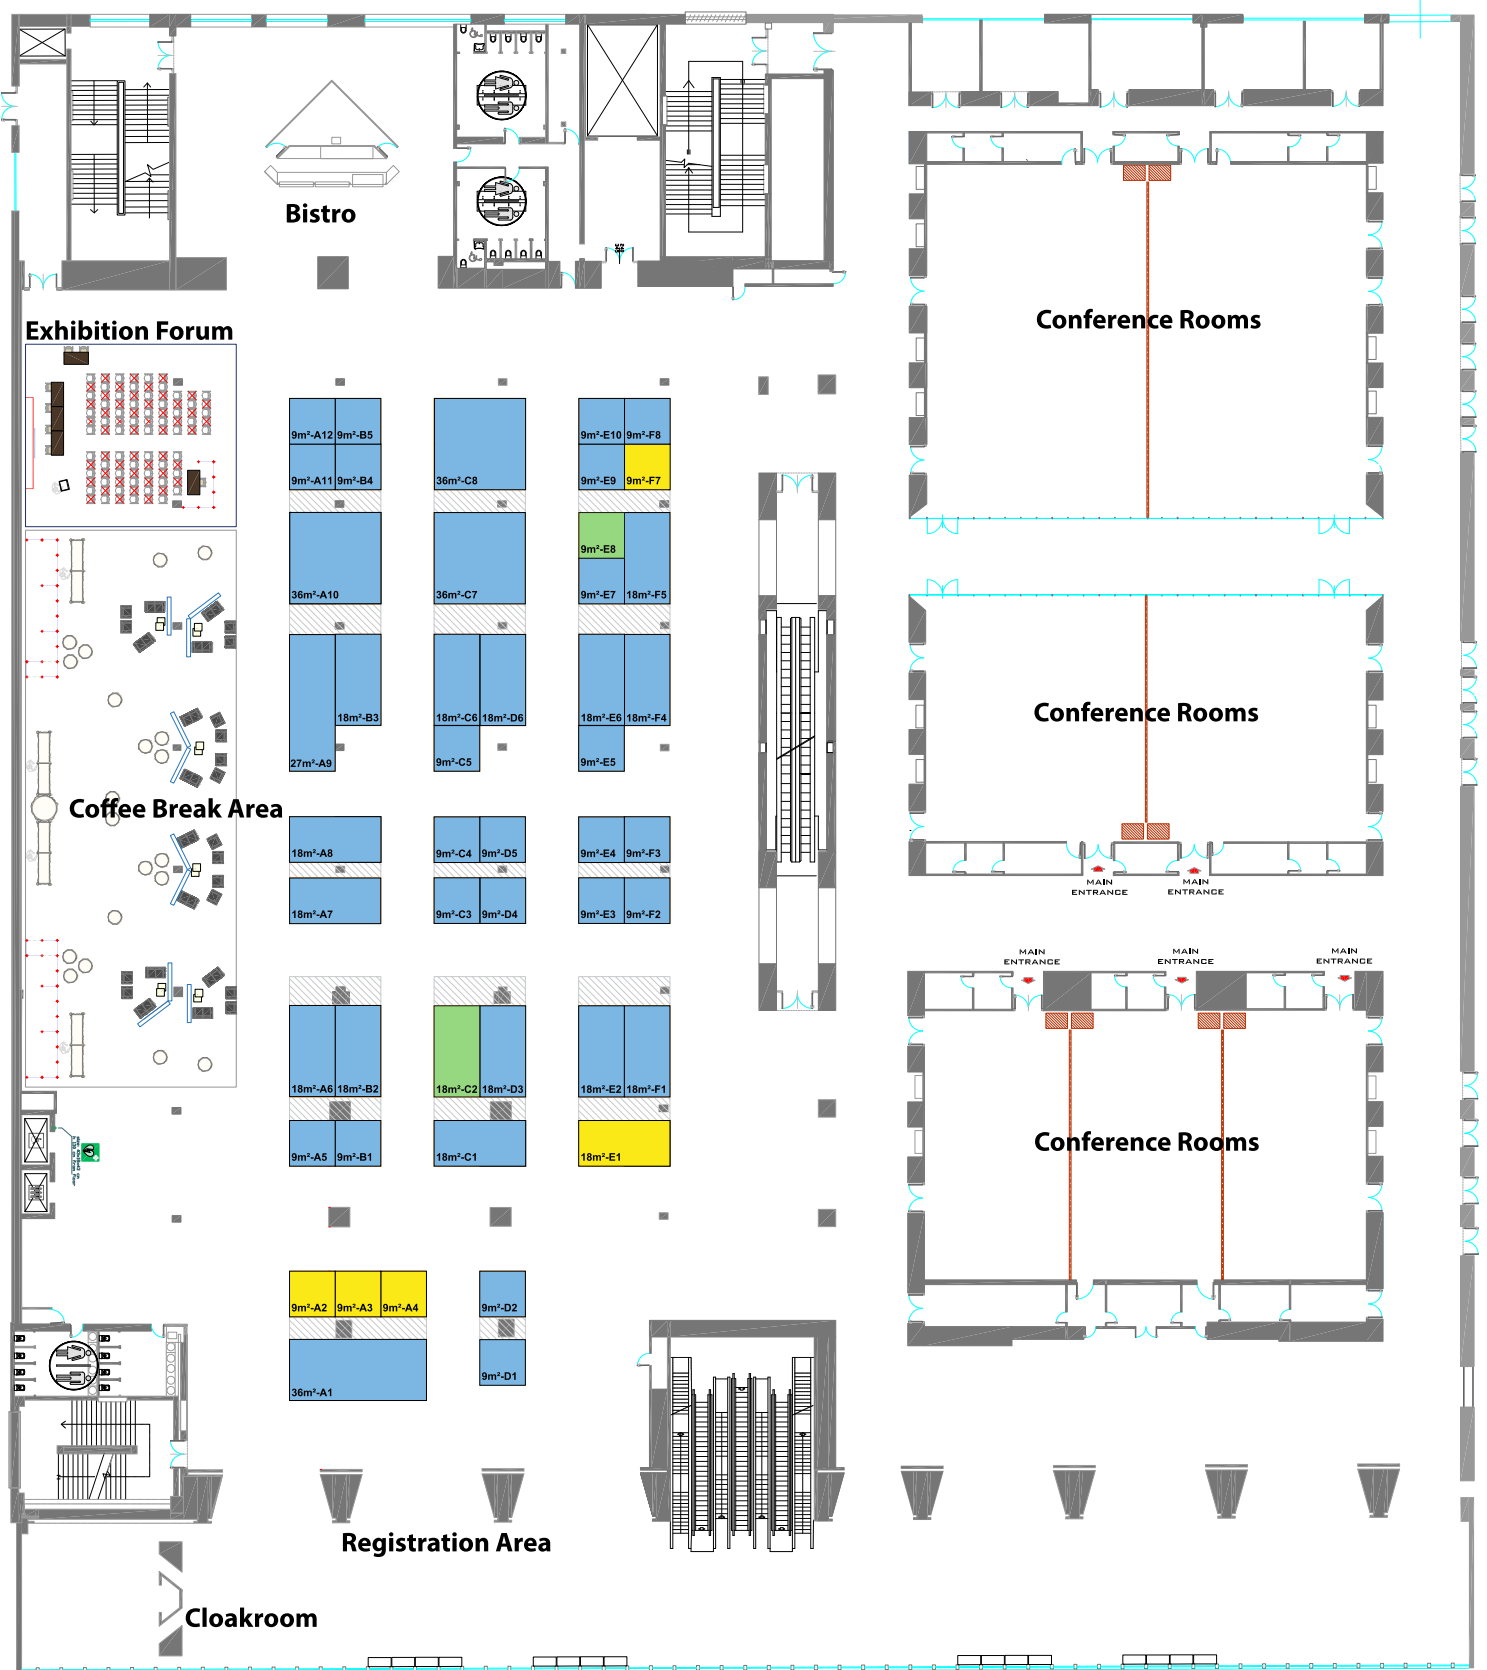 Bistro
Exhibition Forum
Conference Rooms
9m²-A12 9m²-B5
9m²-E10 9m²-F8
9m²-A11 9m²-B4
36m²-C8
9m²-E9 9m²-F7
9m²-E8
36m²-A10
36m²-C7
9m²-E7 18m²-F5
18m²-B3
18m²-C6 18m²-D6
18m²-E6 18m²-F4
Conference Rooms
27m²-A9
9m²-C5
9m²-E5
Coffee Break Area
18m²-A8
9m²-C4 9m²-D5
9m²-E4 9m²-F3
18m²-A7
9m²-C3 9m²-D4
9m²-E3 9m²-F2
MAIN
ENTRANCE
MAIN
ENTRANCE
MAIN
ENTRANCE
MAIN
ENTRANCE
MAIN
ENTRANCE
18m²-A6 18m²-B2
18m²-C2 18m²-D3
18m²-E2 18m²-F1
Conference Rooms
9m²-A5 9m²-B1
18m²-C1
18m²-E1
9m²-A2 9m²-A3 9m²-A4
9m²-D2
36m²-A1
9m²-D1
Registration Area
Cloakroom